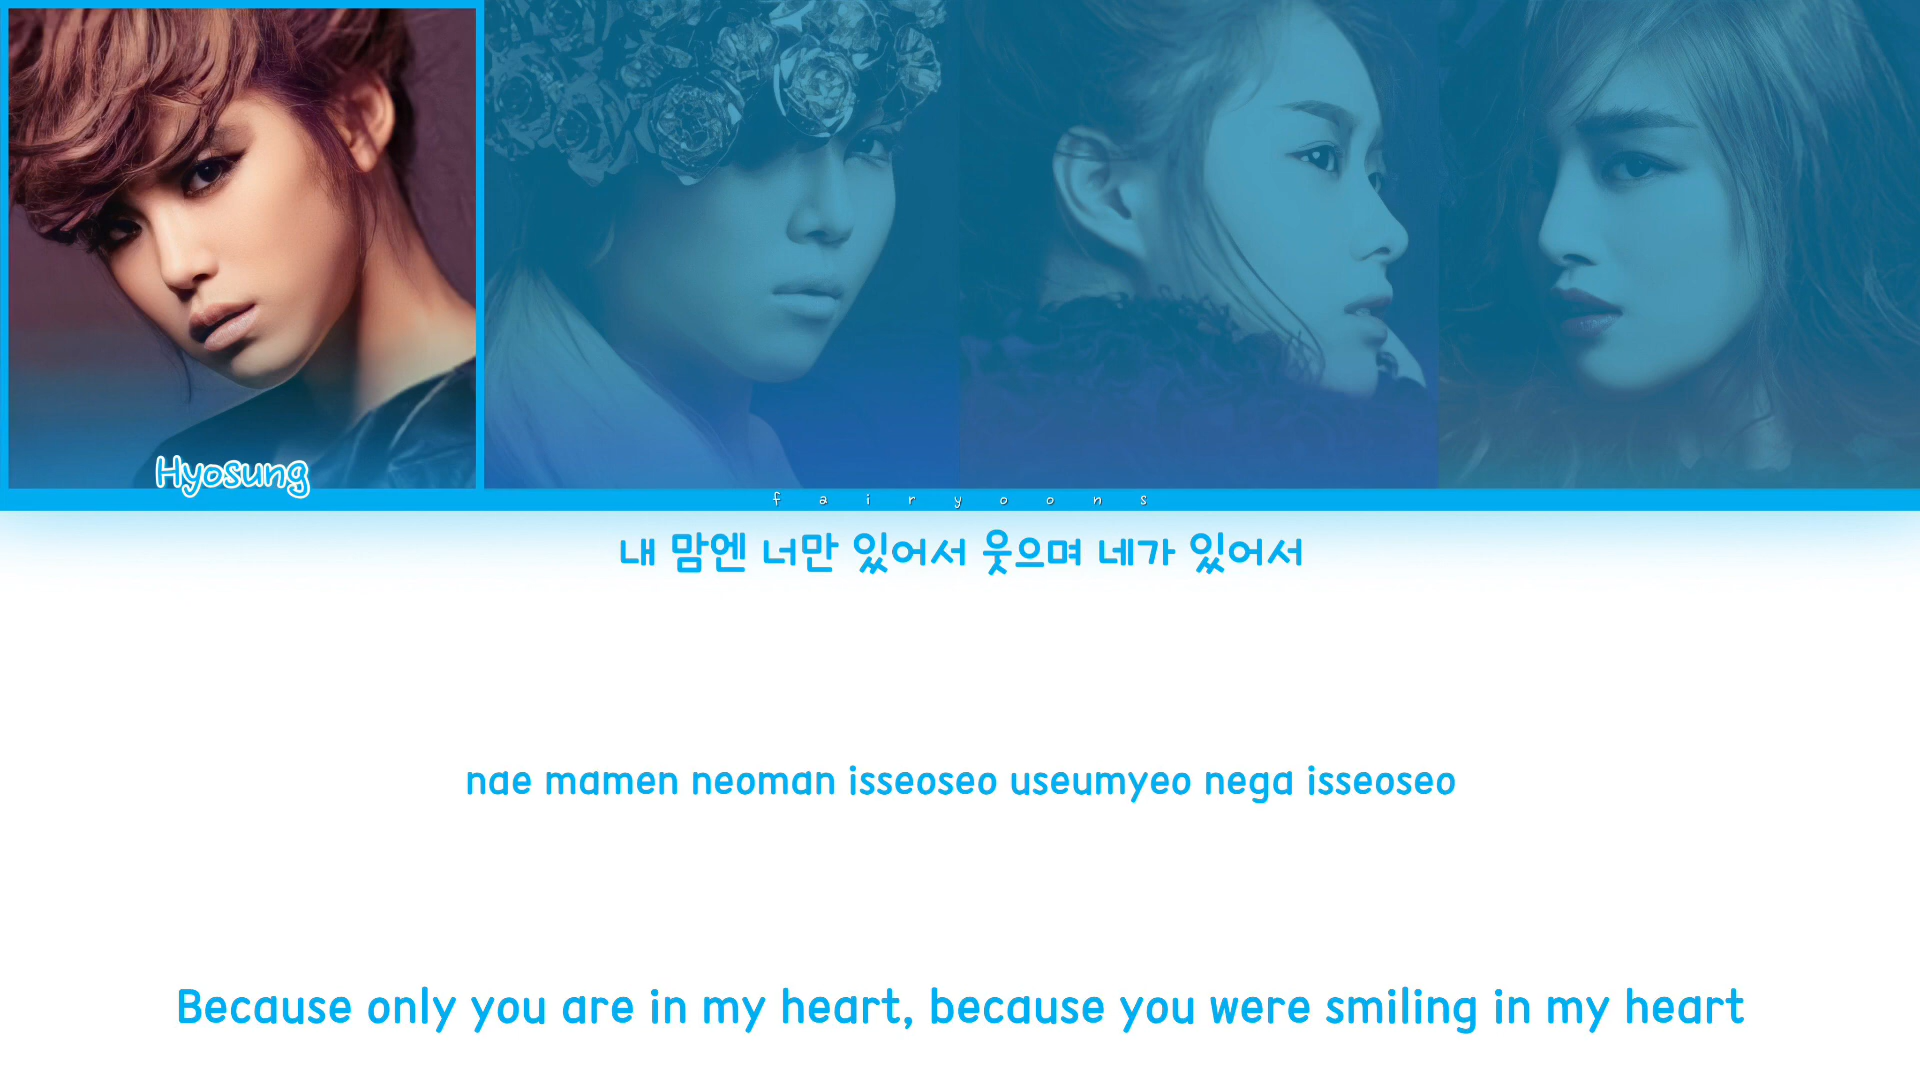 Hyosung
fairyoons
내 맘엔 너만 있어서 웃으며 네가 있어서
nae mamen neoman isseoseo useumyeo nega isseoseo
Because only you are in my heart, because you were smiling in my heart